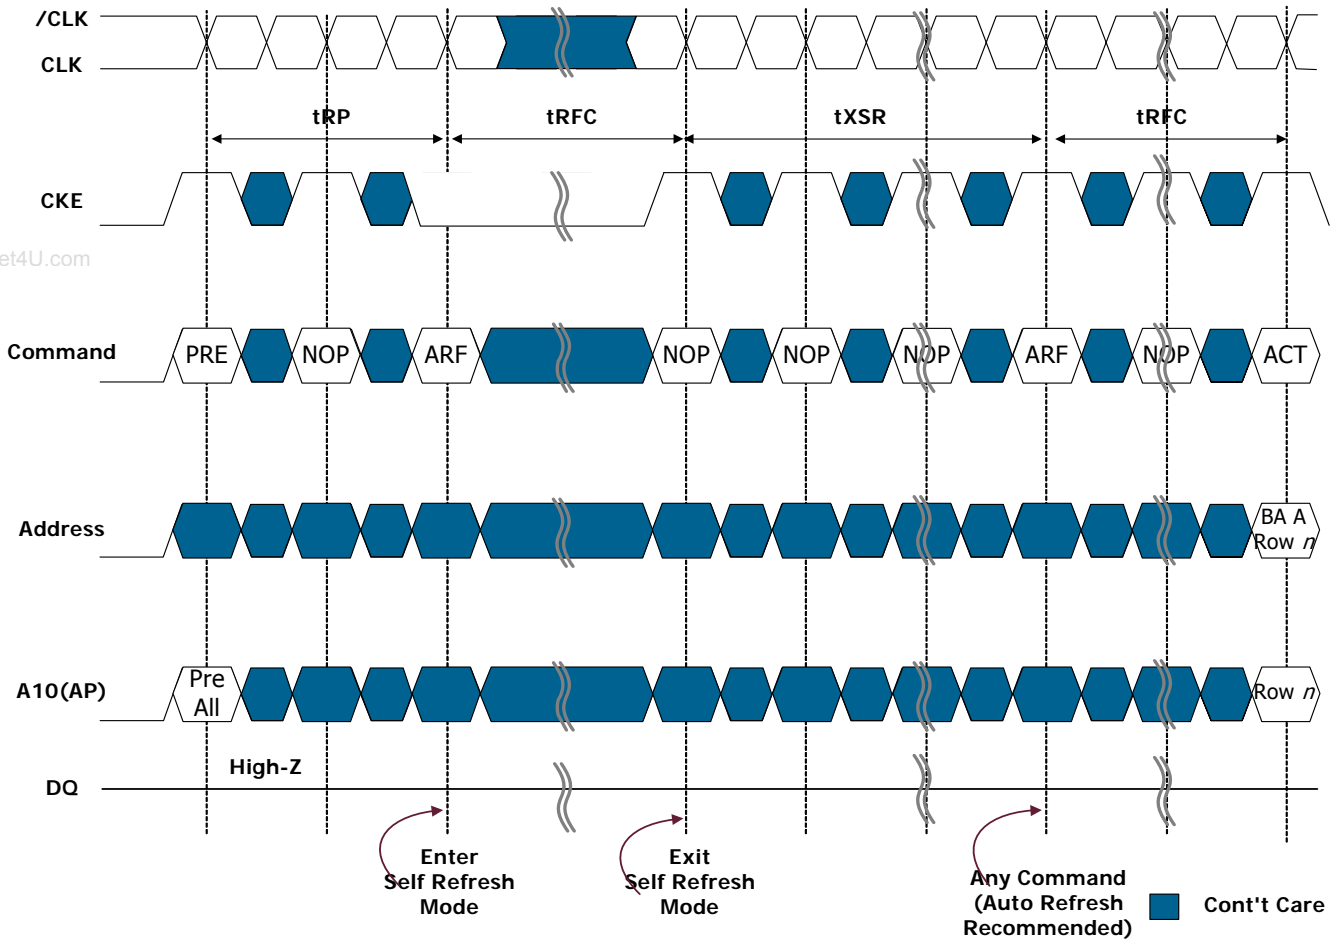 /CLK
CLK
tRP tRFC tXSR tRFC
CKE
et4U.com
Command PRE NOP ARF NOP NOP NOP ARF NOP ACT
Address BA A
Row n
A10(AP) Pre
All Row n
High-Z
DQ
Enter
Self Refresh
Mode
Exit
Self Refresh
Mode
Any Command
(Auto Refresh
Recommended)
Cont't Care